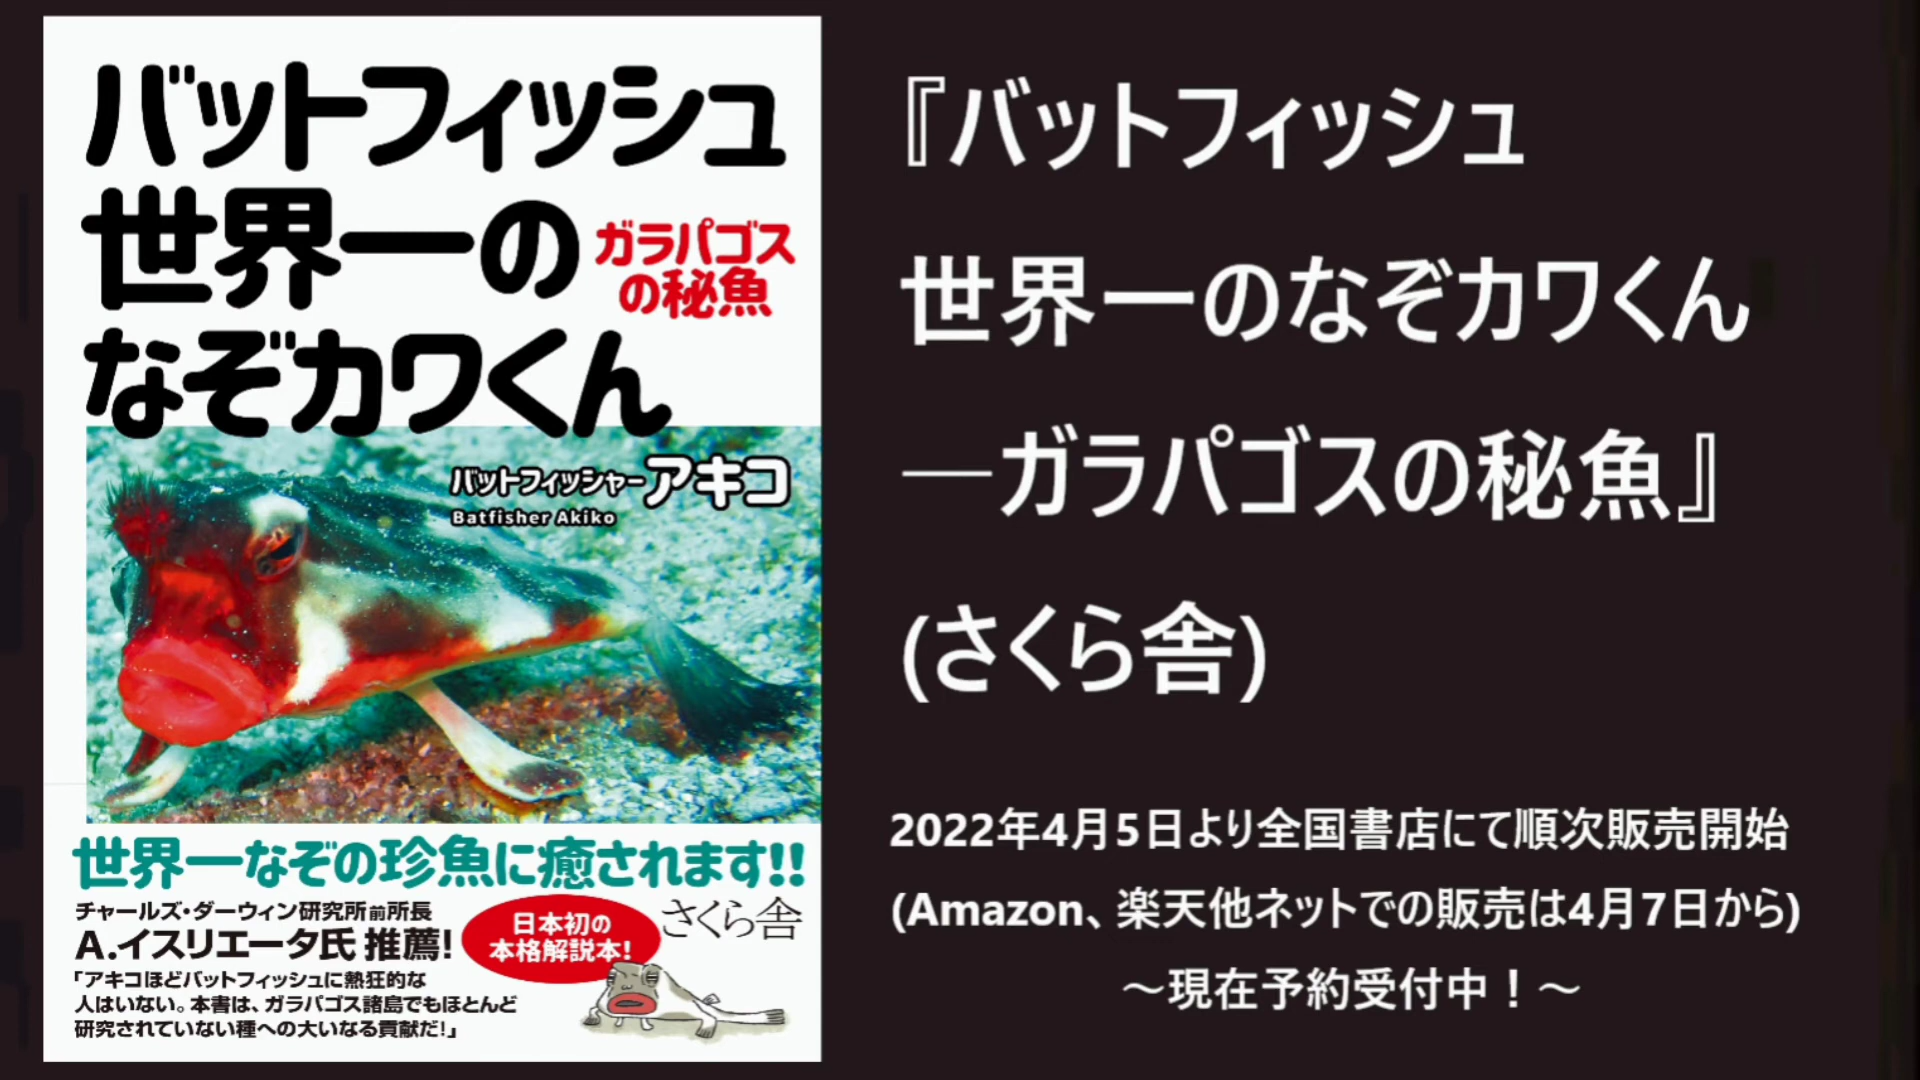 バットフィッシュ
世界一の
ガラパゴス
の秘魚
なぞカワくん
バットフィッシャーアキコ
Batfisher Akiko
世界一なぞの珍魚に癒されます!!
チャールズ・ダーウィン研究所前所長
A.イスリエータ氏 推薦!
「アキコほどバットフィッシュに熱狂的な
人はいない。本書は、ガラパゴス諸島でもほとんど
研究されていない種への大いなる貢献だ!」
日本初の
本格解説本!
さくら舎
『バットフィッシュ
世界一のなぞカワくん
―ガラパゴスの秘魚』
(さくら舎)
2022年4月5日より全国書店にて順次販売開始
(Amazon、楽天他ネットでの販売は4月7日から)
～現在予約受付中！～